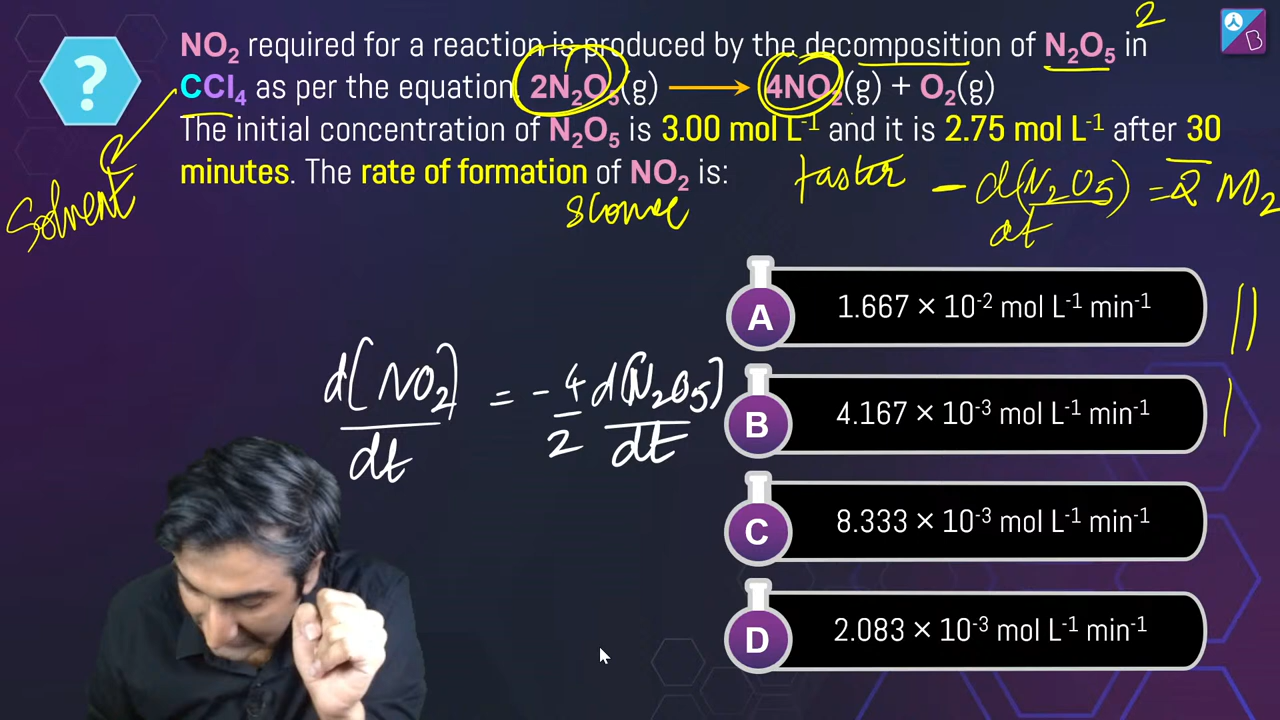 NO₂ required for a reaction is produced by the decomposition of N₂O₅ in
CCl₄ as per the equation, 2N₂O₅(g) ⟶ 4NO₂(g) + O₂(g)
The initial concentration of N₂O₅ is 3.00 mol L⁻¹ and it is 2.75 mol L⁻¹ after 30
minutes. The rate of formation of NO₂ is:
2
Solvent
faster
- d(N₂O₅)/dt = 2 NO₂
d[NO₂]/dt = - 4/2 d(N₂O₅)/dt
A 1.667 × 10⁻² mol L⁻¹ min⁻¹
B 4.167 × 10⁻³ mol L⁻¹ min⁻¹
C 8.333 × 10⁻³ mol L⁻¹ min⁻¹
D 2.083 × 10⁻³ mol L⁻¹ min⁻¹
?
B